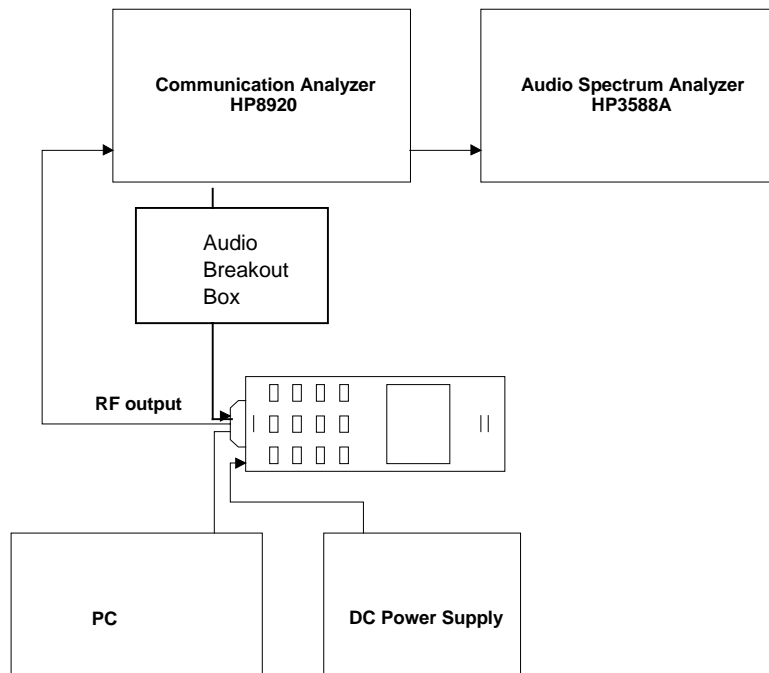 Communication Analyzer
HP8920
Audio Spectrum Analyzer
HP3588A
Audio
Breakout
Box
RF output
PC
DC Power Supply